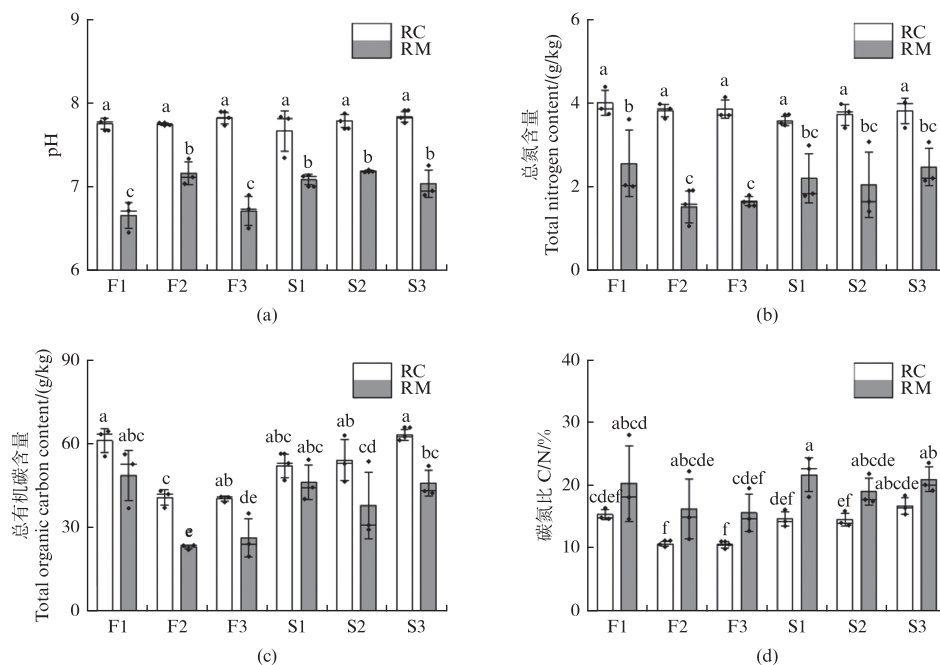 9
8
7
6
pH
RC
RM
a
a
a
a
a
a
c
b
c
b
b
b
F1
F2
F3
S1
S2
S3
(a)
6
4
2
0
总氮含量
Total nitrogen content/(g/kg)
RC
RM
a
a
a
a
a
a
b
c
c
bc
bc
bc
F1
F2
F3
S1
S2
S3
(b)
90
60
30
0
总有机碳含量
Total organic carbon content/(g/kg)
RC
RM
a
abc
c
e
ab
de
abc
abc
ab
cd
a
bc
F1
F2
F3
S1
S2
S3
(c)
40
30
20
10
0
碳氮比 C/N/%
RC
RM
cdef
abcd
f
abcde
f
cdef
def
a
ef
abcde
abcde
ab
F1
F2
F3
S1
S2
S3
(d)